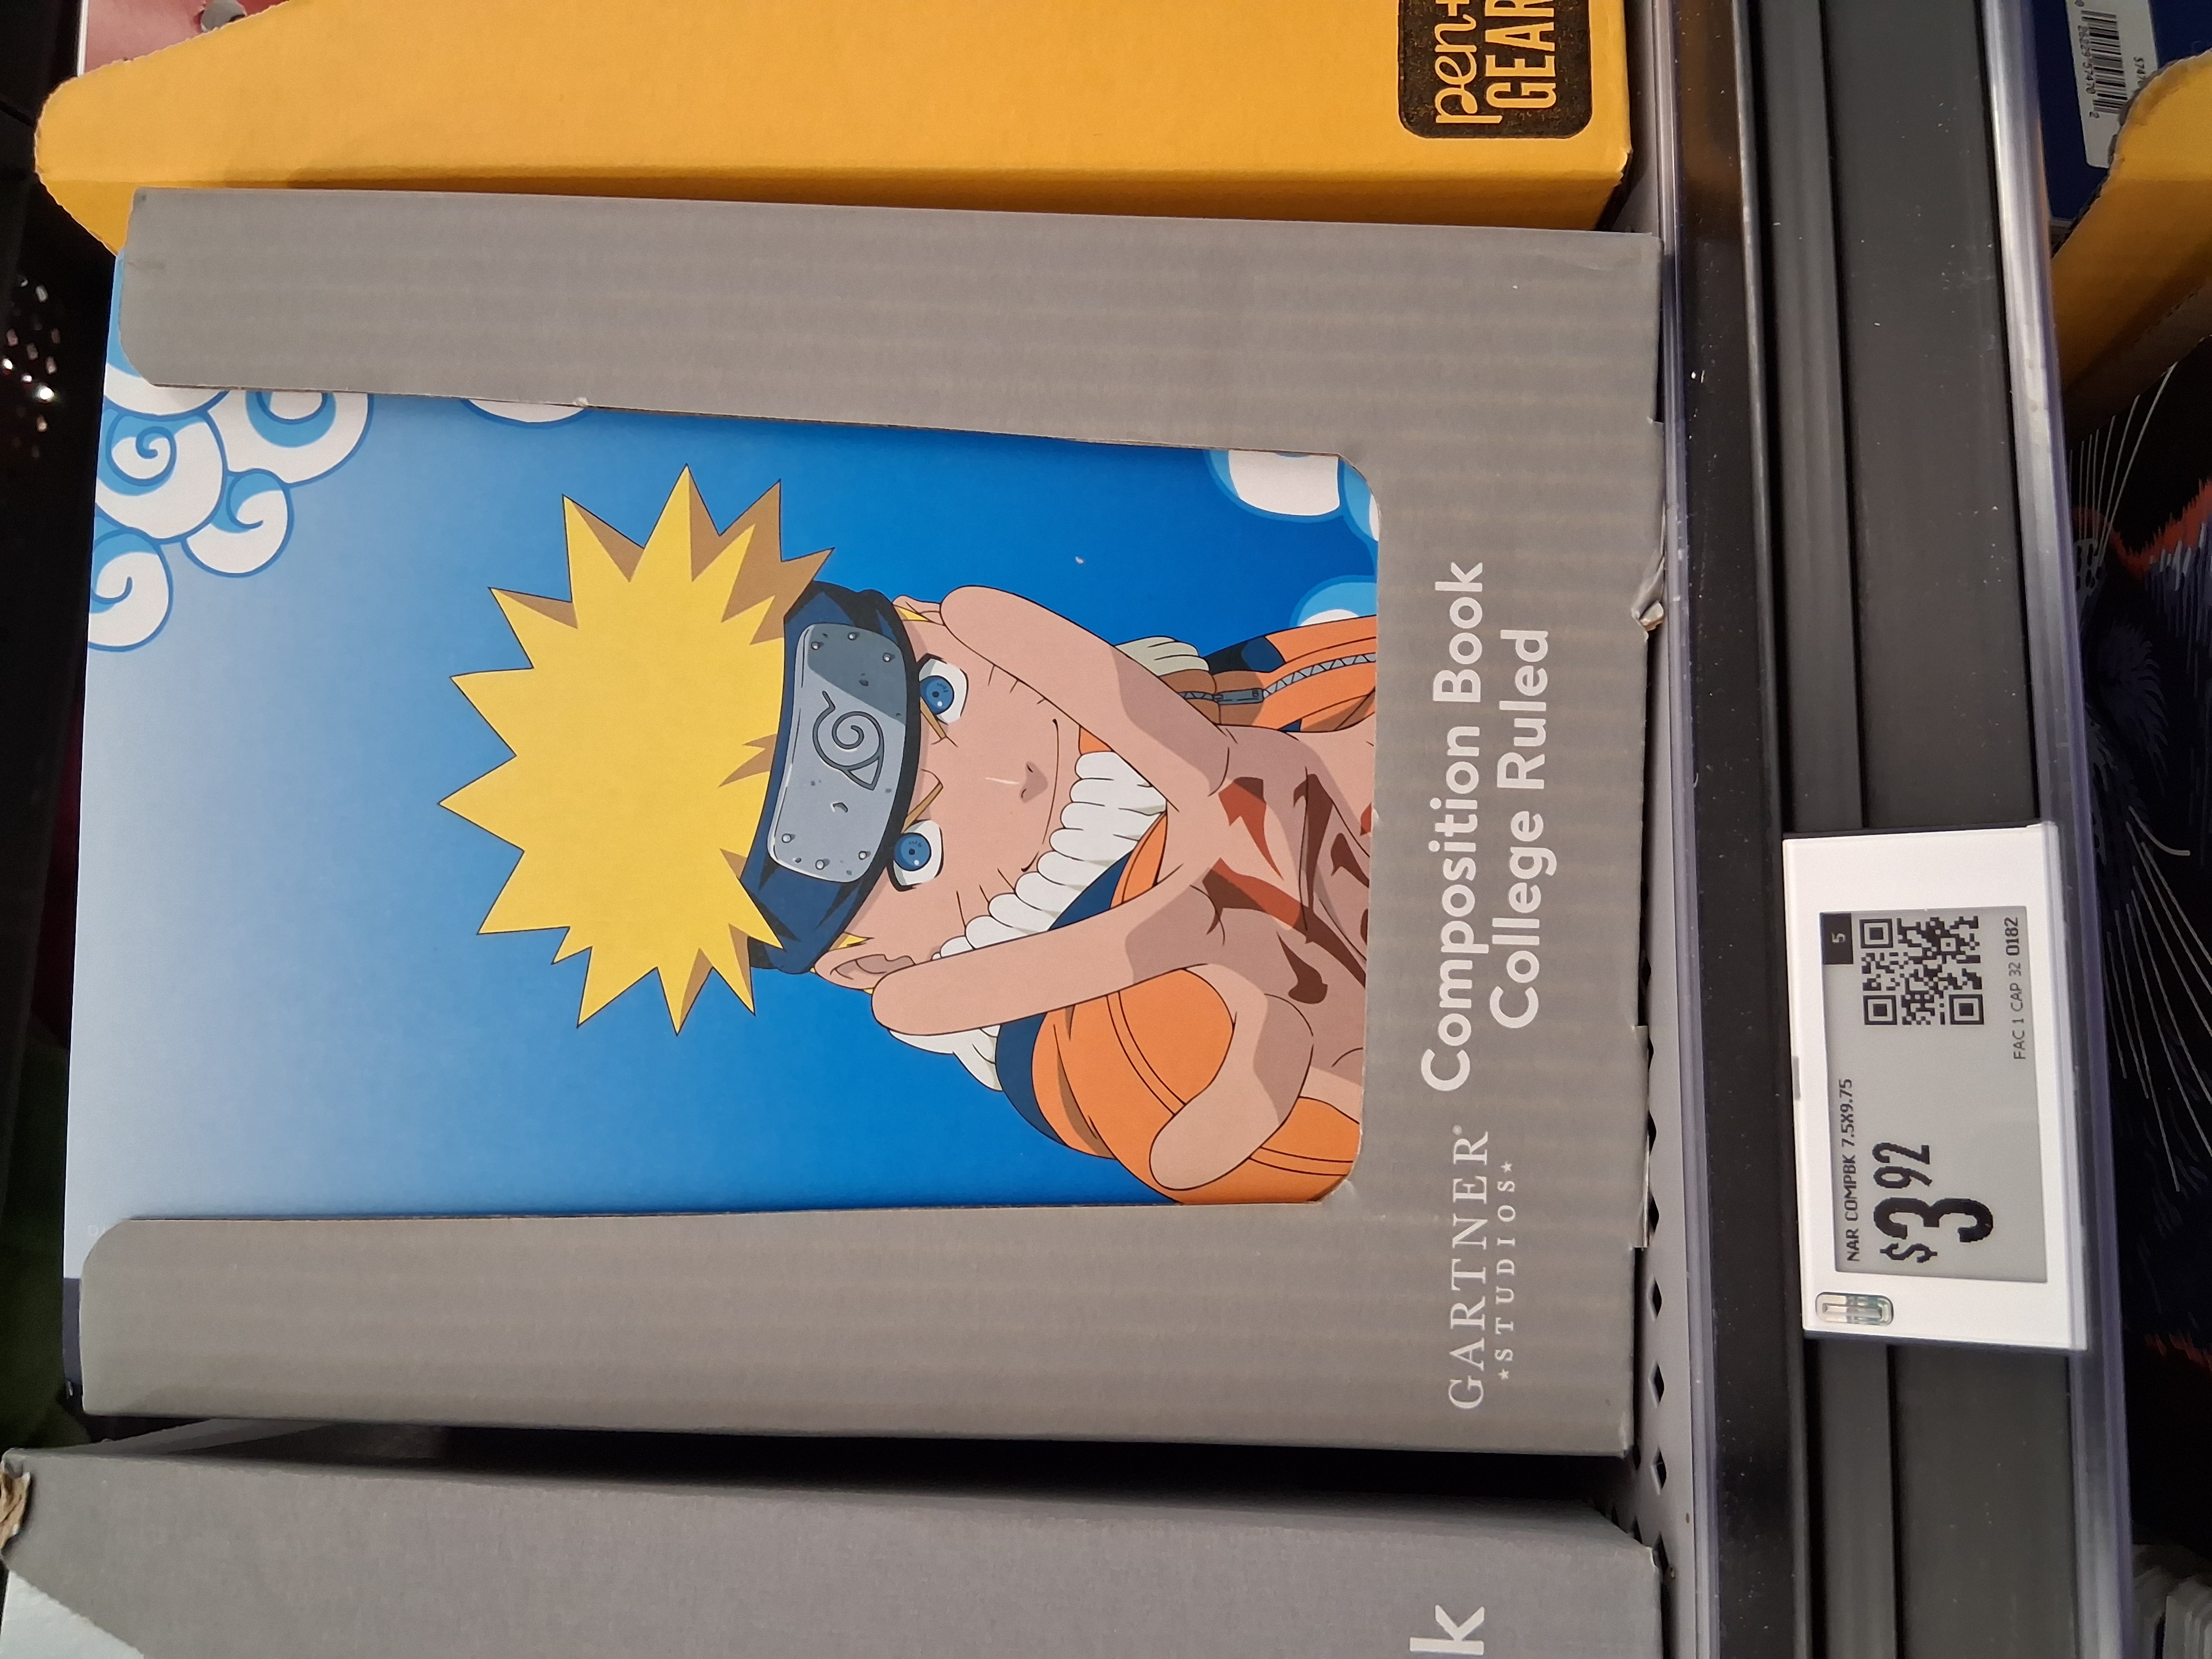 pen+
GEAR
GARTNER®
★STUDIOS★
Composition Book
College Ruled
k
NAR COMPBK 7.5X9.75
5
$3.92
FAC 1 CAP 32 0182